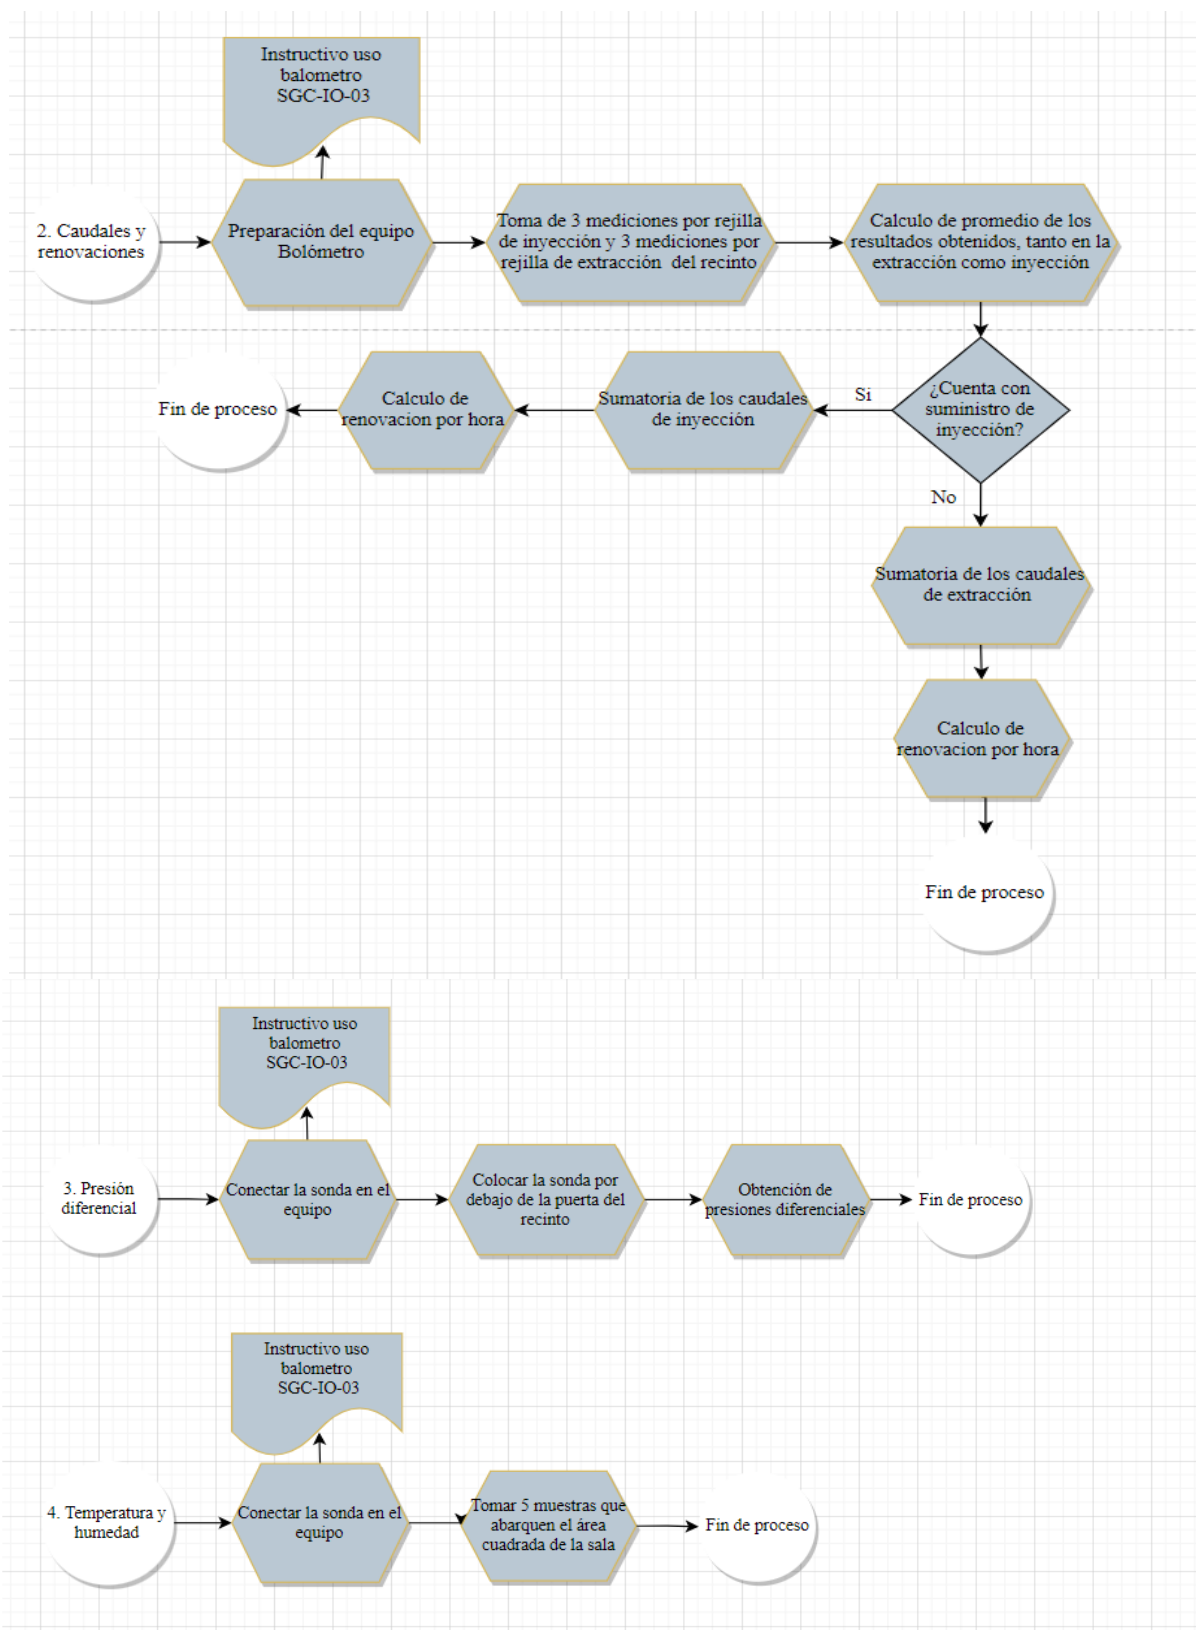 Instructivo uso
balometro
SGC-IO-03
2. Caudales y
renovaciones
Preparación del equipo
Bolómetro
Toma de 3 mediciones por rejilla
de inyección y 3 mediciones por
rejilla de extracción del recinto
Calculo de promedio de los
resultados obtenidos, tanto en la
extracción como inyección
¿Cuenta con
suministro de
inyección?
Si
Sumatoria de los caudales
de inyección
Calculo de
renovacion por hora
Fin de proceso
No
Sumatoria de los caudales
de extracción
Calculo de
renovacion por hora
Fin de proceso
Instructivo uso
balometro
SGC-IO-03
3. Presión
diferencial
Conectar la sonda en el
equipo
Colocar la sonda por
debajo de la puerta del
recinto
Obtención de
presiones diferenciales
Fin de proceso
Instructivo uso
balometro
SGC-IO-03
4. Temperatura y
humedad
Conectar la sonda en el
equipo
Tomar 5 muestras que
abarquen el área
cuadrada de la sala
Fin de proceso